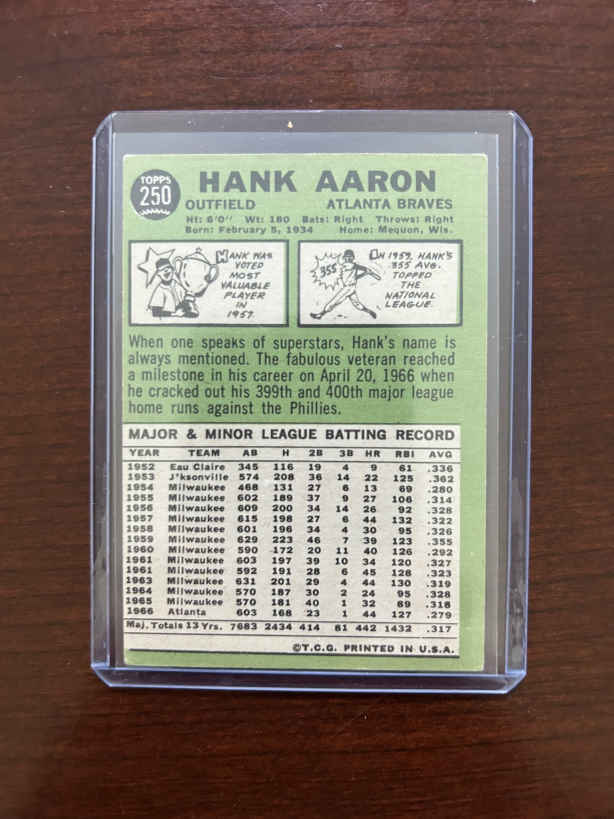 TOPPS
250
HANK AARON
OUTFIELD ATLANTA BRAVES
Ht: 6'0" Wt: 180 Bats: Right Throws: Right
Born: February 5, 1934 Home: Mequon, Wis.
HANK WAS
VOTED
MOST
VALUABLE
PLAYER
IN
1957.
355
IN 1959, HANK'S
.355 AVG.
TOPPED
THE
NATIONAL
LEAGUE.
When one speaks of superstars, Hank's name is
always mentioned. The fabulous veteran reached
a milestone in his career on April 20, 1966 when
he cracked out his 399th and 400th major league
home runs against the Phillies.
MAJOR & MINOR LEAGUE BATTING RECORD
YEAR TEAM AB H 2B 3B HR RBI AVG
1952 Eau Claire 345 116 19 4 9 61 .336
1953 J'ksonville 574 208 36 14 22 125 .362
1954 Milwaukee 468 131 27 6 13 69 .280
1955 Milwaukee 602 189 37 9 27 106 .314
1956 Milwaukee 609 200 34 14 26 92 .328
1957 Milwaukee 615 198 27 6 44 132 .322
1958 Milwaukee 601 196 34 4 30 95 .326
1959 Milwaukee 629 223 46 7 39 123 .355
1960 Milwaukee 590 172 20 11 40 126 .292
1961 Milwaukee 603 197 39 10 34 120 .327
1961 Milwaukee 592 191 28 6 45 128 .323
1963 Milwaukee 631 201 29 4 44 130 .319
1964 Milwaukee 570 187 30 2 24 95 .328
1965 Milwaukee 570 181 40 1 32 89 .318
1966 Atlanta 603 168 23 1 44 127 .279
Maj. Totals 13 Yrs. 7683 2434 414 81 442 1432 .317
©T.C.G. PRINTED IN U.S.A.